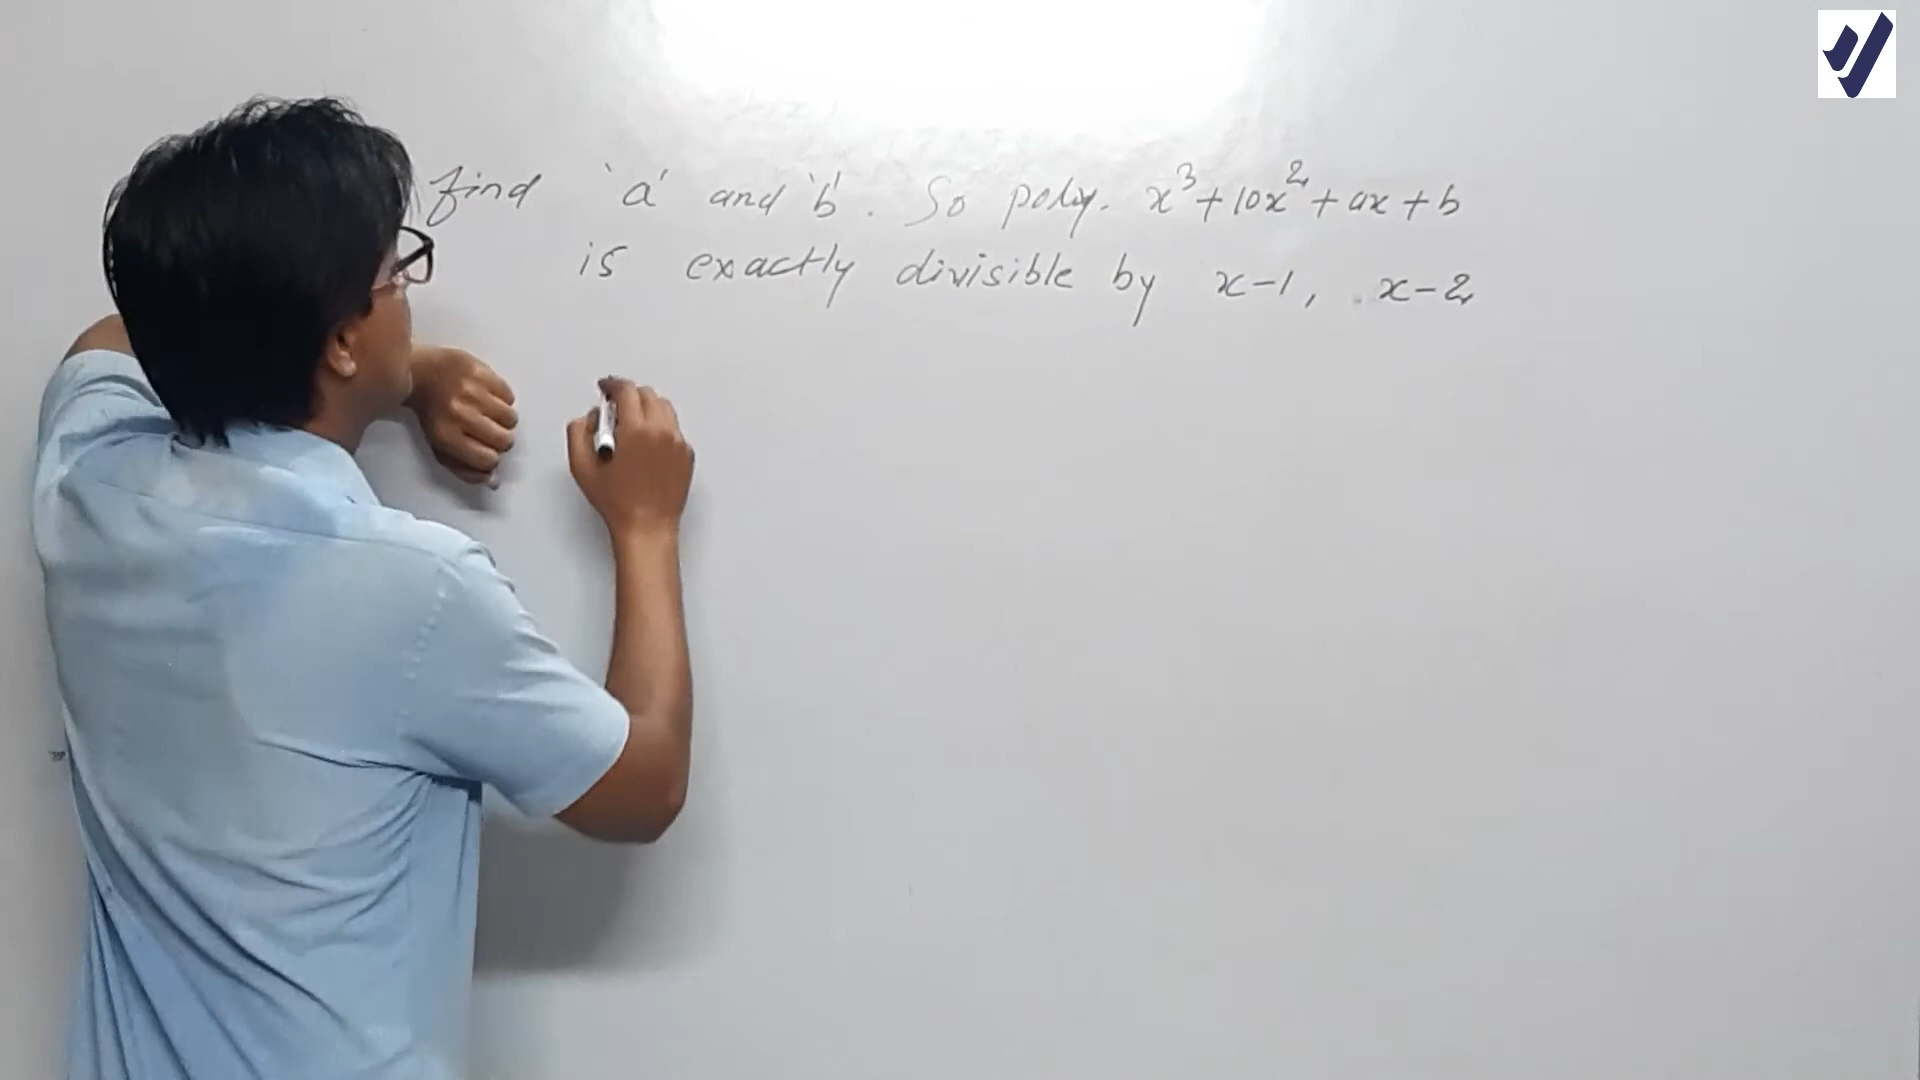 find 'a' and 'b'. So poly. x³+10x²+ax+b
is exactly divisible by x-1, x-2